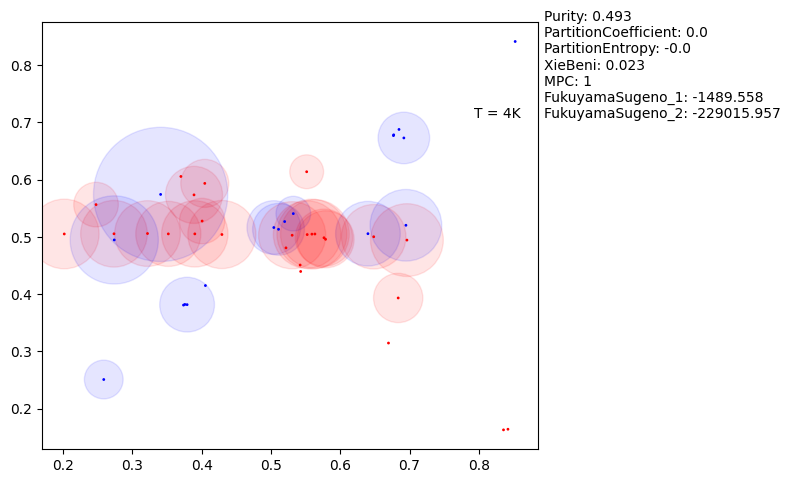 Purity: 0.493
PartitionCoefficient: 0.0
PartitionEntropy: -0.0
XieBeni: 0.023
MPC: 1
FukuyamaSugeno_1: -1489.558
FukuyamaSugeno_2: -229015.957
T = 4K
0.8
0.7
0.6
0.5
0.4
0.3
0.2
0.2 0.3 0.4 0.5 0.6 0.7 0.8